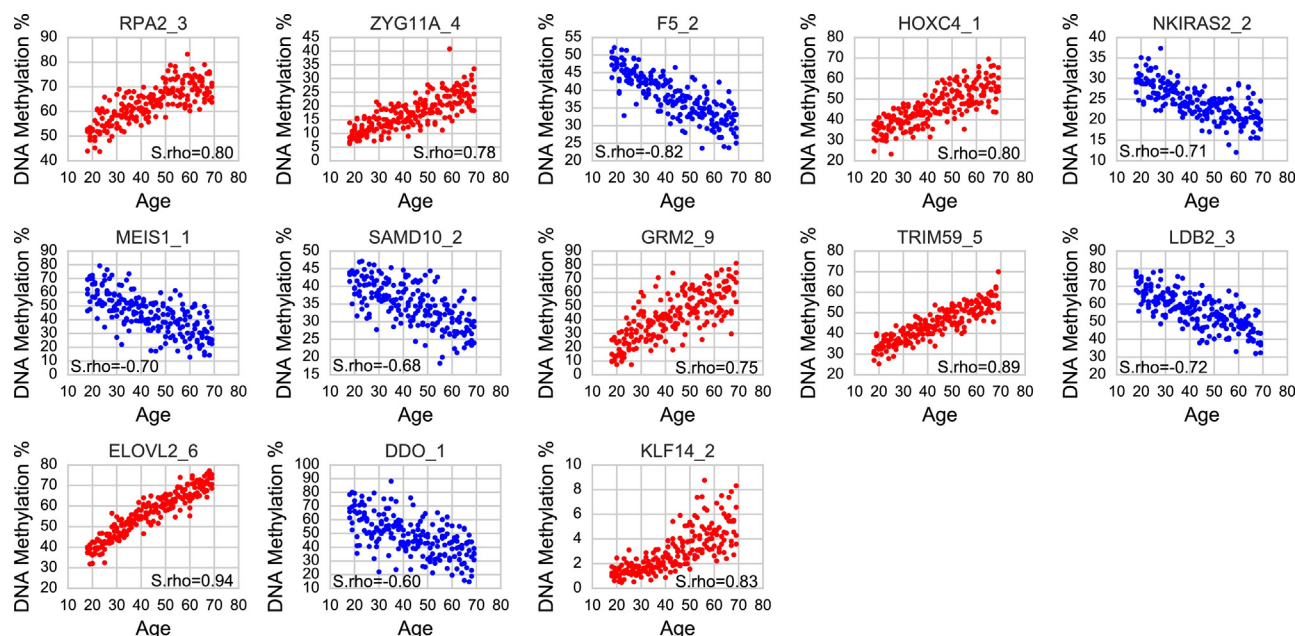 RPA2_3
DNA Methylation %
90
80
70
60
50
40
S.rho=0.80
10 20 30 40 50 60 70 80
Age
ZYG11A_4
DNA Methylation %
45
40
35
30
25
20
15
10
5
0
S.rho=0.78
10 20 30 40 50 60 70 80
Age
F5_2
DNA Methylation %
55
50
45
40
35
30
25
20
S.rho=-0.82
10 20 30 40 50 60 70 80
Age
HOXC4_1
DNA Methylation %
80
70
60
50
40
30
20
S.rho=0.80
10 20 30 40 50 60 70 80
Age
NKIRAS2_2
DNA Methylation %
40
35
30
25
20
15
10
S.rho=-0.71
10 20 30 40 50 60 70 80
Age
MEIS1_1
DNA Methylation %
90
80
70
60
50
40
30
20
10
0
S.rho=-0.70
10 20 30 40 50 60 70 80
Age
SAMD10_2
DNA Methylation %
50
45
40
35
30
25
20
15
S.rho=-0.68
10 20 30 40 50 60 70 80
Age
GRM2_9
DNA Methylation %
90
80
70
60
50
40
30
20
10
0
S.rho=0.75
10 20 30 40 50 60 70 80
Age
TRIM59_5
DNA Methylation %
80
70
60
50
40
30
20
S.rho=0.89
10 20 30 40 50 60 70 80
Age
LDB2_3
DNA Methylation %
90
80
70
60
50
40
30
20
S.rho=-0.72
10 20 30 40 50 60 70 80
Age
ELOVL2_6
DNA Methylation %
80
70
60
50
40
30
20
S.rho=0.94
10 20 30 40 50 60 70 80
Age
DDO_1
DNA Methylation %
100
90
80
70
60
50
40
30
20
10
S.rho=-0.60
10 20 30 40 50 60 70 80
Age
KLF14_2
DNA Methylation %
10
8
6
4
2
0
S.rho=0.83
10 20 30 40 50 60 70 80
Age